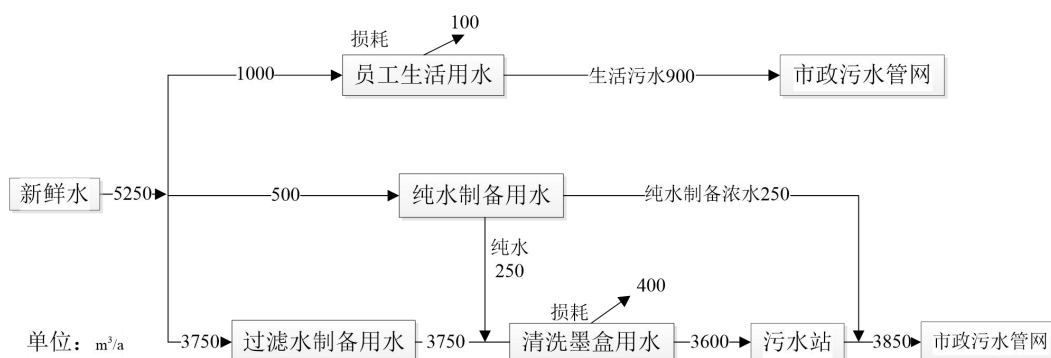 损耗
100
1000
员工生活用水
生活污水900
市政污水管网
新鲜水
5250
500
纯水制备用水
纯水制备浓水250
纯水
250
损耗
400
单位：m³/a
3750
过滤水制备用水
3750
清洗墨盒用水
3600
污水站
3850
市政污水管网